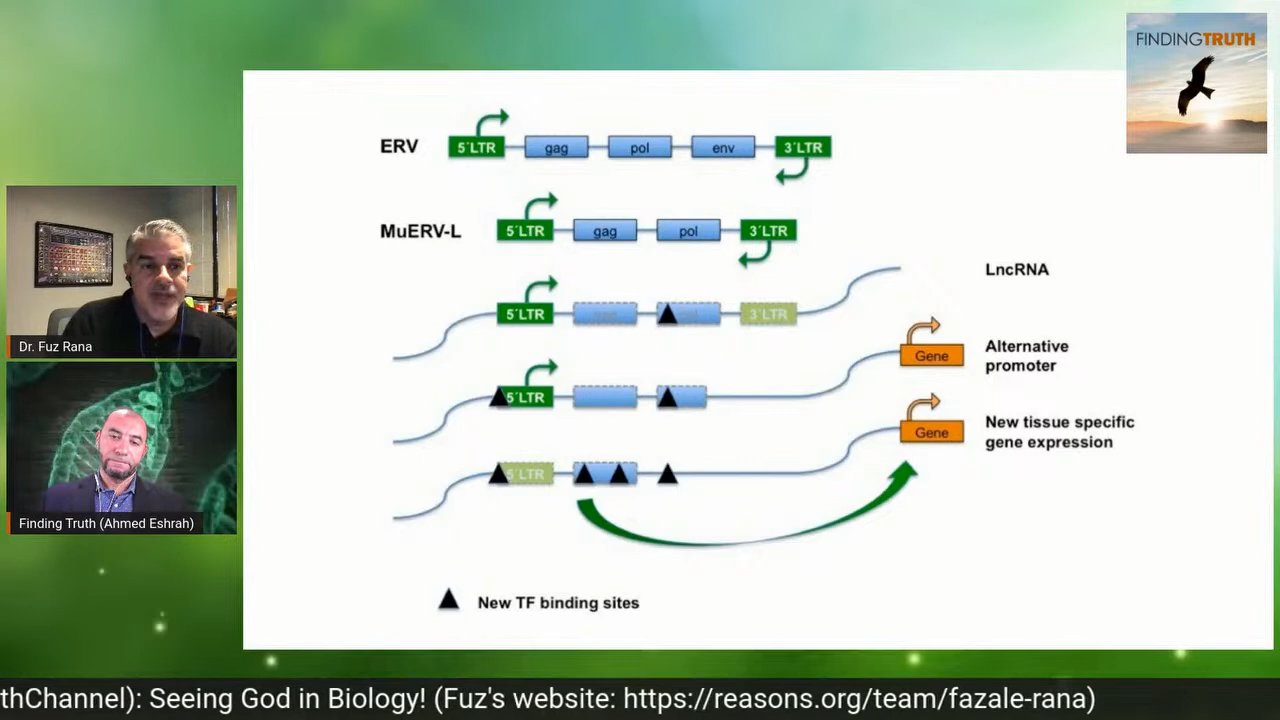 FINDINGTRUTH
ERV 5´LTR gag pol env 3´LTR
MuERV-L 5´LTR gag pol 3´LTR
LncRNA
5´LTR 3´LTR
Gene Alternative
promoter
5´LTR
Gene New tissue specific
gene expression
5´LTR
New TF binding sites
Dr. Fuz Rana
Finding Truth (Ahmed Eshrah)
thChannel): Seeing God in Biology! (Fuz's website: https://reasons.org/team/fazale-rana)